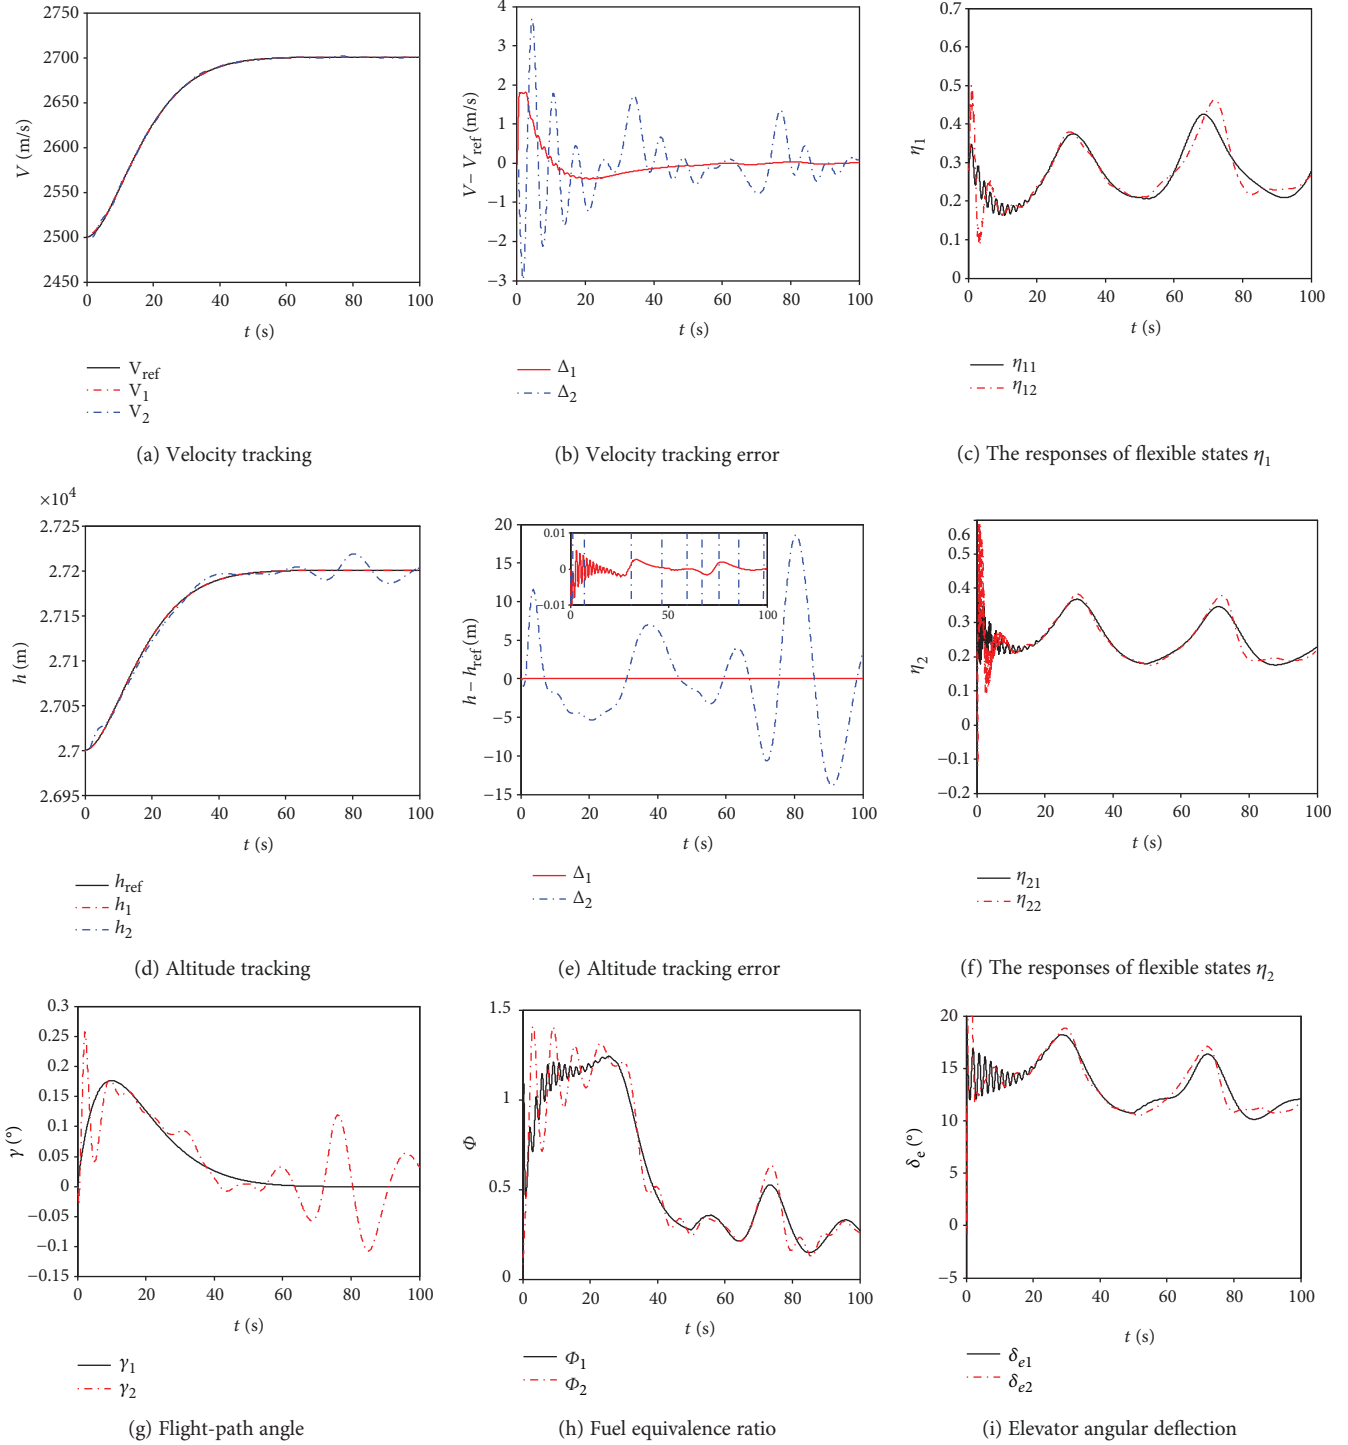 2750
2700
2650
2600
2550
2500
2450
V (m/s)
0 20 40 60 80 100
t (s)
V_ref
V_1
V_2
(a) Velocity tracking
4
3
2
1
0
−1
−2
−3
V − V_ref (m/s)
0 20 40 60 80 100
t (s)
Δ_1
Δ_2
(b) Velocity tracking error
0.7
0.6
0.5
0.4
0.3
0.2
0.1
0
η_1
0 20 40 60 80 100
t (s)
η_11
η_12
(c) The responses of flexible states η_1
×10^4
2.7225
2.720
2.715
2.71
2.705
2.7
2.695
h (m)
0 20 40 60 80 100
t (s)
h_ref
h_1
h_2
(d) Altitude tracking
20
15
10
5
0
−5
−10
−15
h − h_ref (m)
0.01
0
−0.01
0 50 100
0 20 40 60 80 100
t (s)
Δ_1
Δ_2
(e) Altitude tracking error
0.6
0.5
0.4
0.3
0.2
0.1
0
−0.1
−0.2
η_2
0 20 40 60 80 100
t (s)
η_21
η_22
(f) The responses of flexible states η_2
0.3
0.25
0.2
0.15
0.1
0.05
0
−0.05
−0.1
−0.15
γ (°)
0 20 40 60 80 100
t (s)
γ_1
γ_2
(g) Flight-path angle
1.5
1
0.5
0
Φ
0 20 40 60 80 100
t (s)
Φ_1
Φ_2
(h) Fuel equivalence ratio
20
15
10
5
0
−5
δ_e (°)
0 20 40 60 80 100
t (s)
δ_e1
δ_e2
(i) Elevator angular deflection